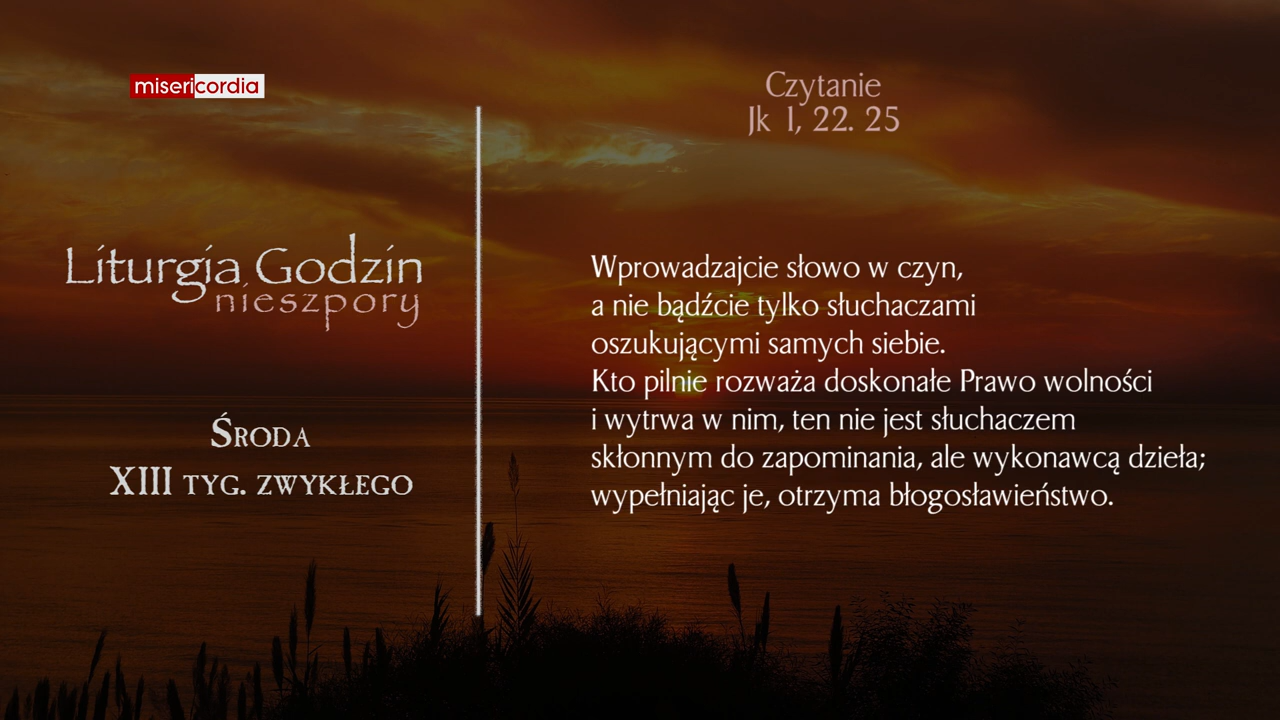 misericordia
Liturgia Godzin
nieszpory
Środa
XIII tyg. zwykłego
Czytanie
Jk 1, 22. 25
Wprowadzajcie słowo w czyn,
a nie bądźcie tylko słuchaczami
oszukującymi samych siebie.
Kto pilnie rozważa doskonałe Prawo wolności
i wytrwa w nim, ten nie jest słuchaczem
skłonnym do zapominania, ale wykonawcą dzieła;
wypełniając je, otrzyma błogosławieństwo.